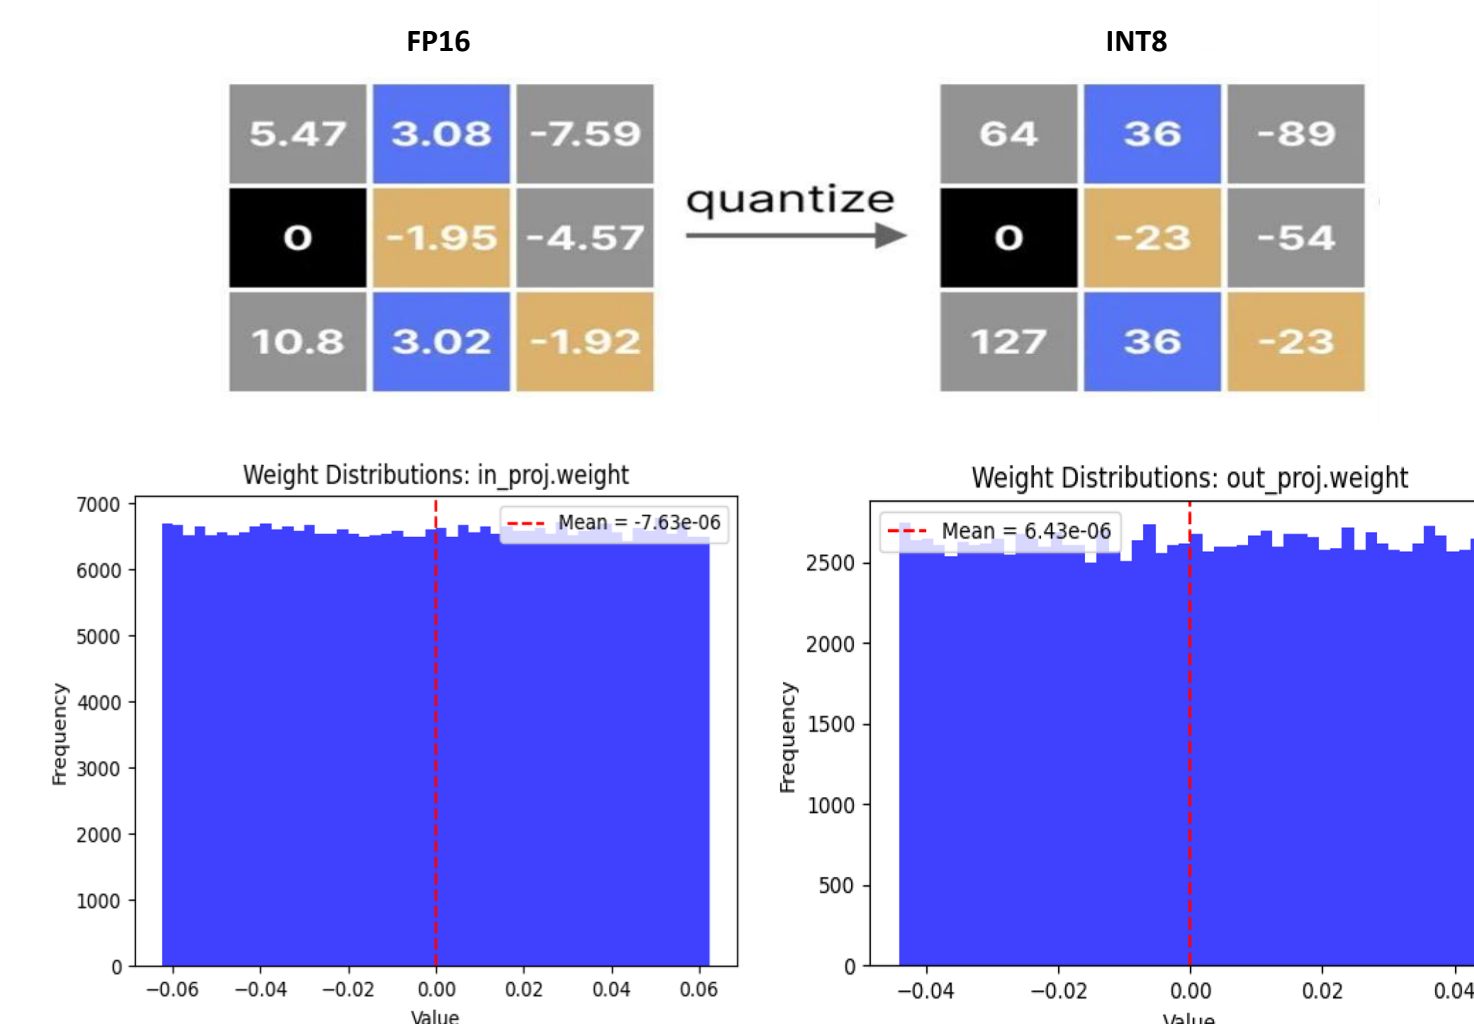 FP16
INT8
5.47 3.08 -7.59
64 36 -89
quantize
0 -1.95 -4.57
0 -23 -54
10.8 3.02 -1.92
127 36 -23
Weight Distributions: in_proj.weight
Mean = -7.63e-06
Frequency
7000
6000
5000
4000
3000
2000
1000
0
−0.06 −0.04 −0.02 0.00 0.02 0.04 0.06
Value
Weight Distributions: out_proj.weight
Mean = 6.43e-06
Frequency
2500
2000
1500
1000
500
0
−0.04 −0.02 0.00 0.02 0.04
Value